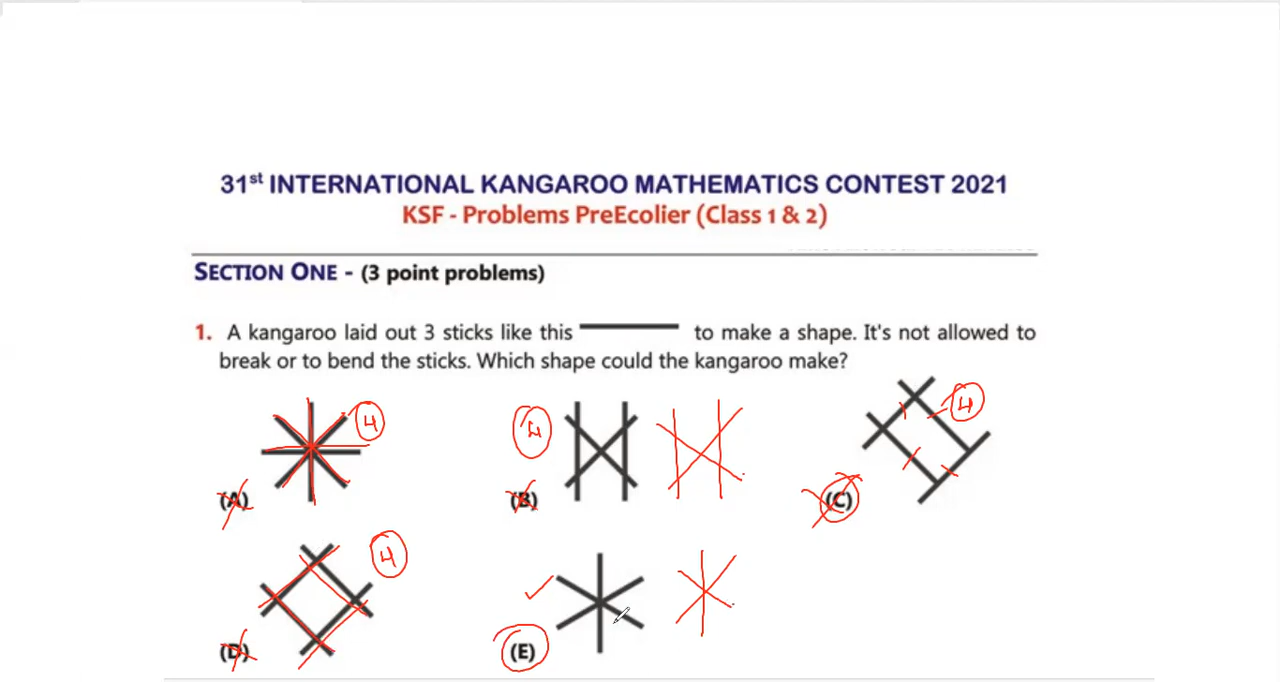 31st INTERNATIONAL KANGAROO MATHEMATICS CONTEST 2021
KSF - Problems PreEcolier (Class 1 & 2)
SECTION ONE - (3 point problems)
1. A kangaroo laid out 3 sticks like this to make a shape. It's not allowed to
break or to bend the sticks. Which shape could the kangaroo make?
4
4
4
(A)
(B)
(C)
4
(D)
(E)